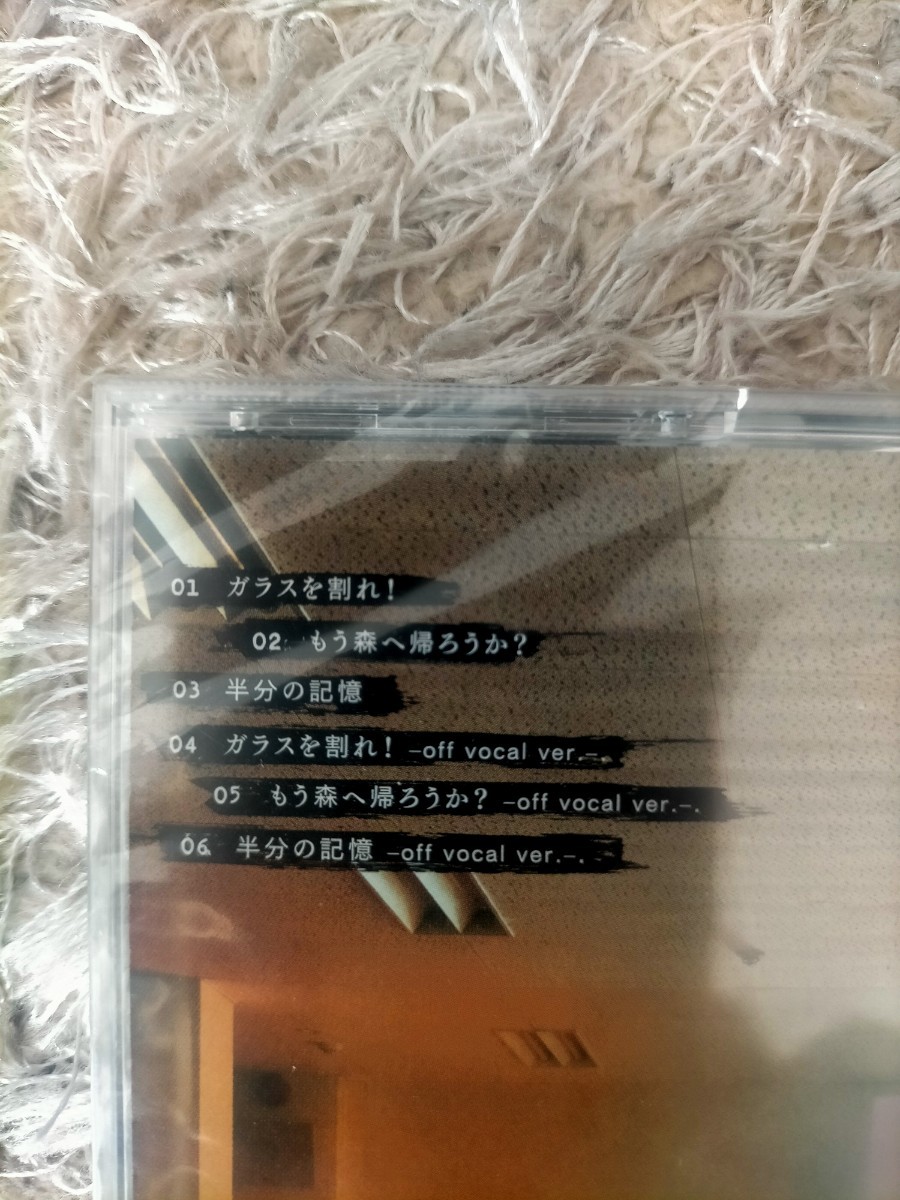 01 ガラスを割れ!
02 もう森へ帰ろうか?
03 半分の記憶
04 ガラスを割れ! –off vocal ver.–
05 もう森へ帰ろうか? –off vocal ver.–
06 半分の記憶 –off vocal ver.–